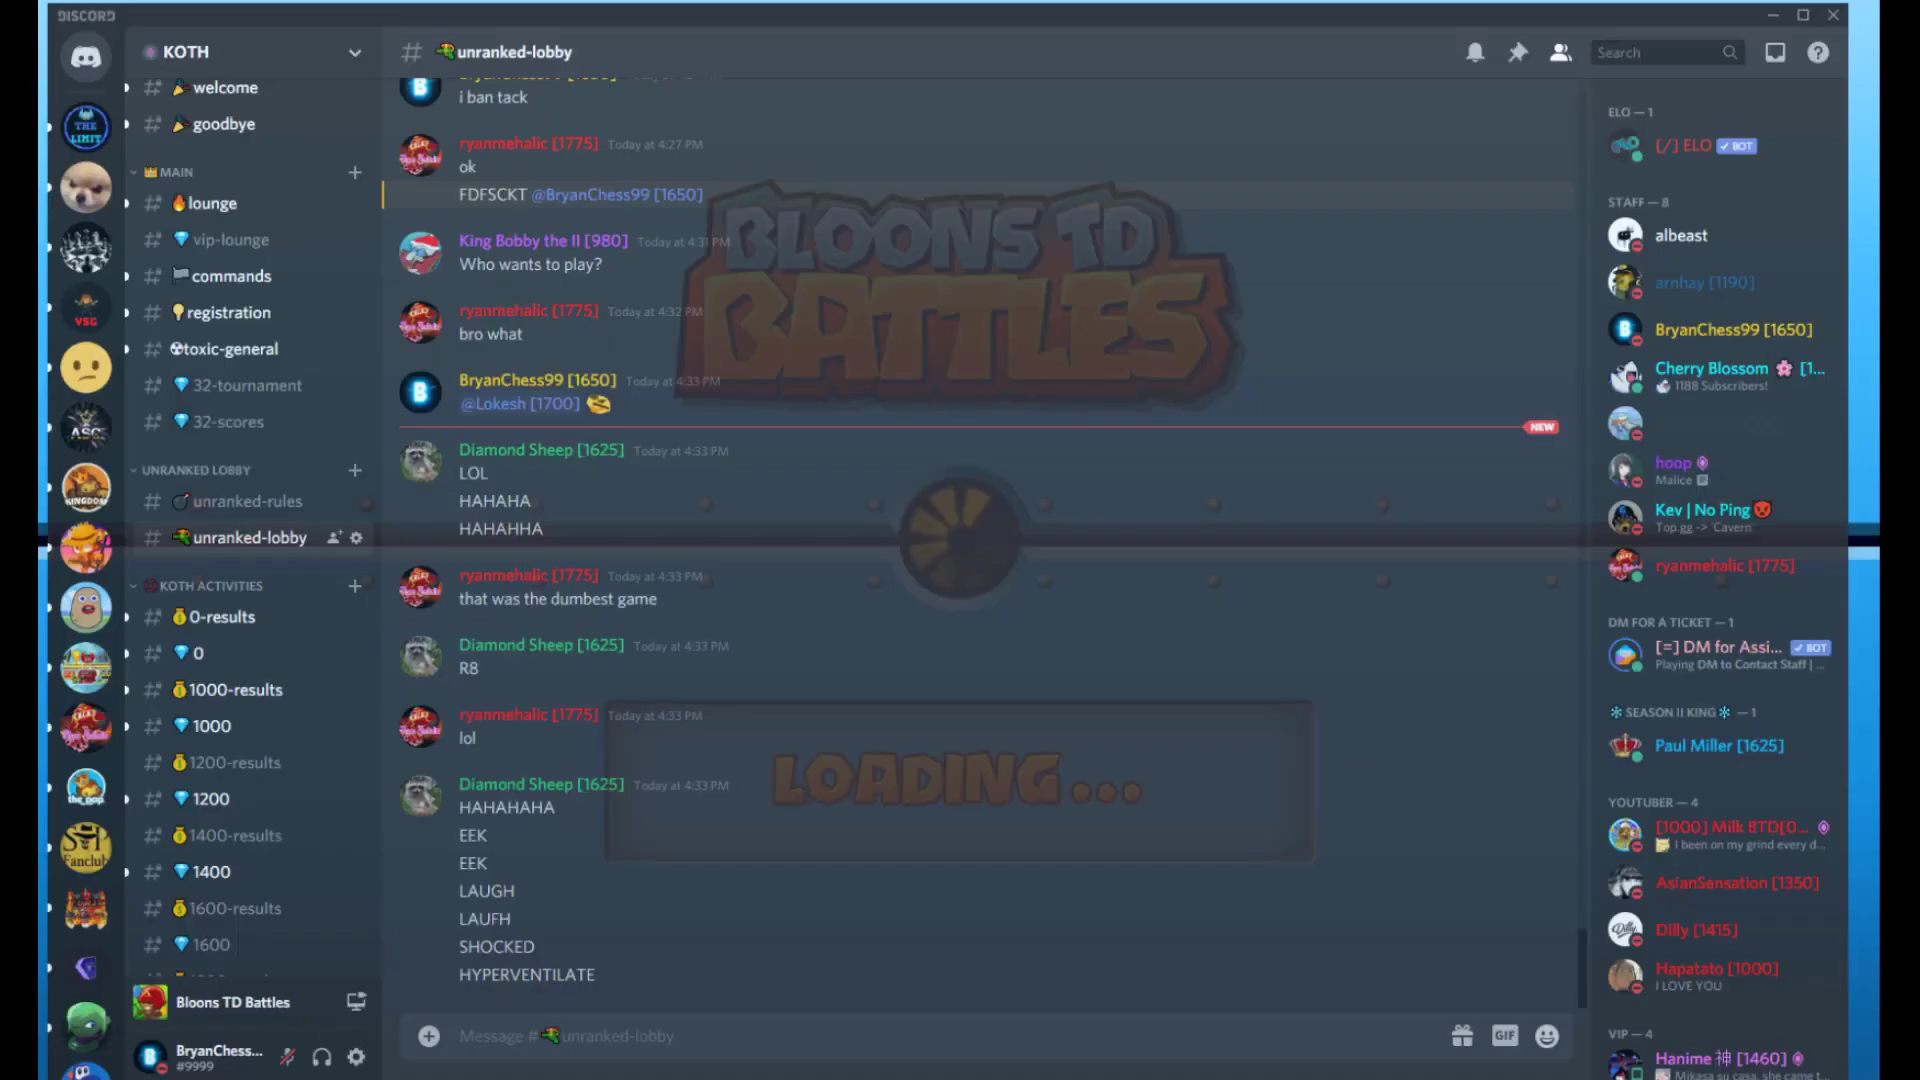 DISCORD
KOTH
welcome
goodbye
MAIN
lounge
vip-lounge
commands
registration
toxic-general
32-tournament
32-scores
UNRANKED LOBBY
unranked-rules
unranked-lobby
KOTH ACTIVITIES
0-results
0
1000-results
1000
1200-results
1200
1400-results
1400
1600-results
1600
Bloons TD Battles
BryanChess...
#9999
THE LIMIT
VSG
ASC
KINGDOM
the pop
Fanclub
# unranked-lobby
Search
i ban tack
ryanmehalic [1775] Today at 4:27 PM
ok
FDFSCKT @BryanChess99 [1650]
King Bobby the II [980] Today at 4:31 PM
Who wants to play?
ryanmehalic [1775] Today at 4:32 PM
bro what
BryanChess99 [1650] Today at 4:33 PM
@Lokesh [1700]
NEW
Diamond Sheep [1625] Today at 4:33 PM
LOL
HAHAHA
HAHAHHA
ryanmehalic [1775] Today at 4:33 PM
that was the dumbest game
Diamond Sheep [1625] Today at 4:33 PM
R8
ryanmehalic [1775] Today at 4:33 PM
lol
Diamond Sheep [1625] Today at 4:33 PM
HAHAHAHA
EEK
EEK
LAUGH
LAUFH
SHOCKED
HYPERVENTILATE
Message # unranked-lobby
GIF
BLOONS TD
BATTLES
LOADING...
ELO — 1
[/] ELO BOT
STAFF — 8
albeast
arnhay [1190]
BryanChess99 [1650]
Cherry Blossom [1...
1188 Subscribers!
hoop
Malice
Kev | No Ping
Top.gg -> 'Cavern'
ryanmehalic [1775]
DM FOR A TICKET — 1
[=] DM for Assi... BOT
Playing DM to Contact Staff | ...
SEASON II KING — 1
Paul Miller [1625]
YOUTUBER — 4
[1000] Milk BTD[0...
I been on my grind every d...
AsianSensation [1350]
Dilly [1415]
Hapatato [1000]
I LOVE YOU
VIP — 4
Hanime 神 [1460]
Mikasa su casa, she came t...